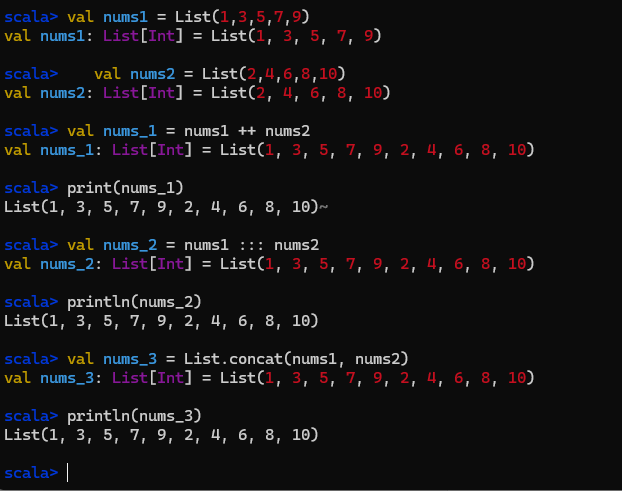 scala> val nums1 = List(1,3,5,7,9)
val nums1: List[Int] = List(1, 3, 5, 7, 9)
scala>    val nums2 = List(2,4,6,8,10)
val nums2: List[Int] = List(2, 4, 6, 8, 10)
scala> val nums_1 = nums1 ++ nums2
val nums_1: List[Int] = List(1, 3, 5, 7, 9, 2, 4, 6, 8, 10)
scala> print(nums_1)
List(1, 3, 5, 7, 9, 2, 4, 6, 8, 10)~
scala> val nums_2 = nums1 ::: nums2
val nums_2: List[Int] = List(1, 3, 5, 7, 9, 2, 4, 6, 8, 10)
scala> println(nums_2)
List(1, 3, 5, 7, 9, 2, 4, 6, 8, 10)
scala> val nums_3 = List.concat(nums1, nums2)
val nums_3: List[Int] = List(1, 3, 5, 7, 9, 2, 4, 6, 8, 10)
scala> println(nums_3)
List(1, 3, 5, 7, 9, 2, 4, 6, 8, 10)
scala>